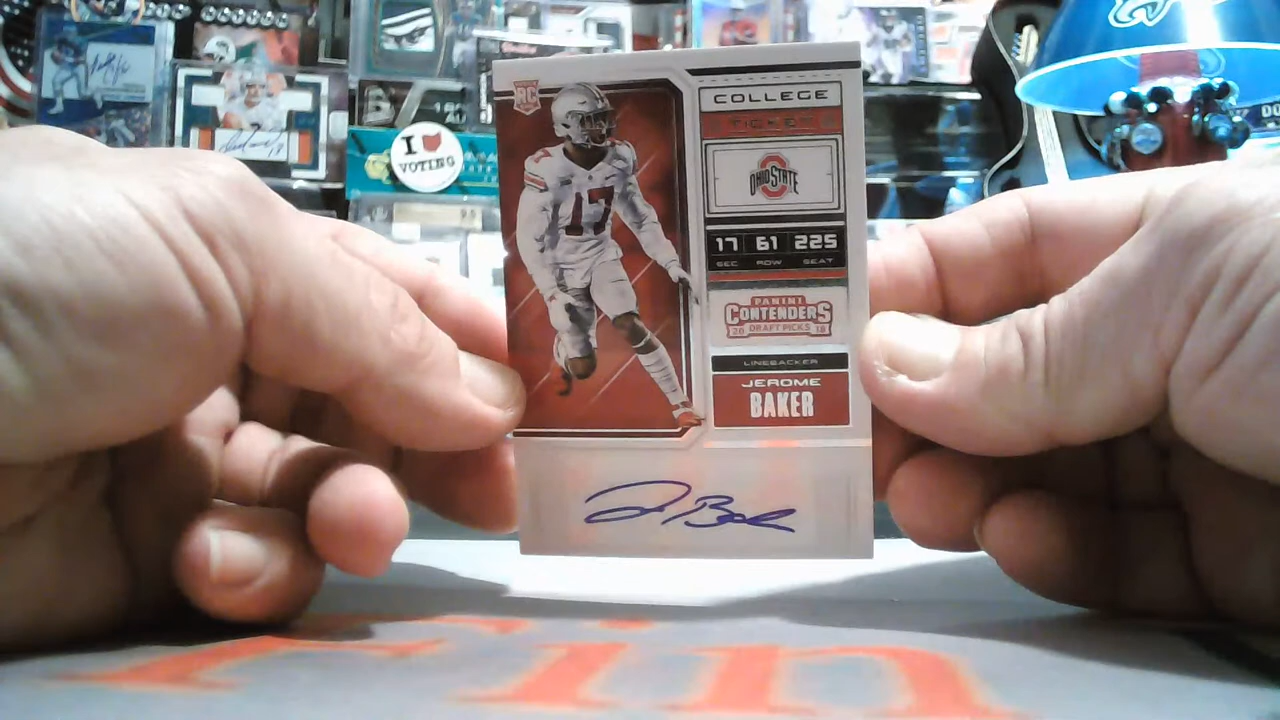 I
VOTING
RC
17
COLLEGE
TICKET
OHIO STATE
17 61 225
SEC ROW SEAT
PANINI
CONTENDERS
20 DRAFT PICKS 18
LINEBACKER
JEROME
BAKER